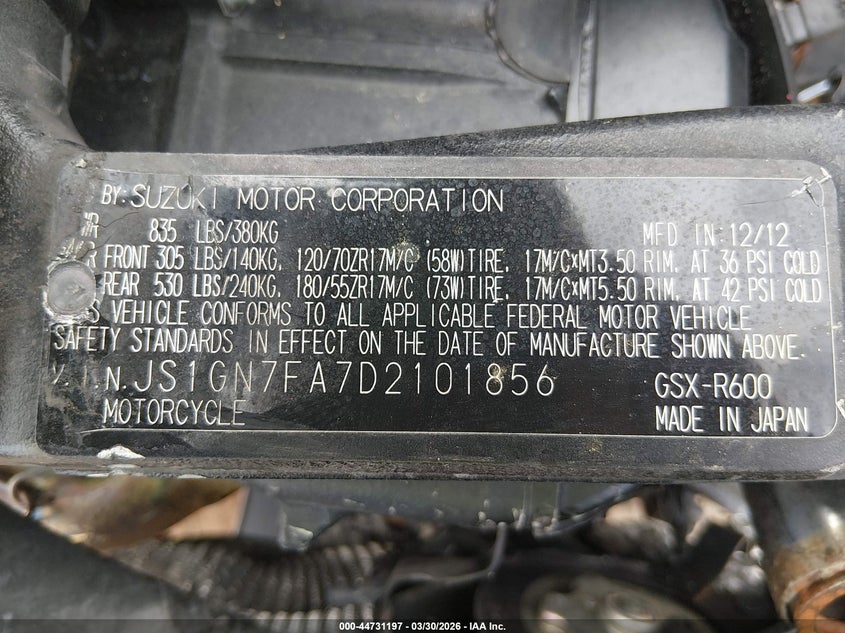 BY: SUZUKI MOTOR CORPORATION
835 LBS/380KG MFD IN: 12/12
FRONT 305 LBS/140KG, 120/70ZR17M/C (58W)TIRE, 17M/C×MT3.50 RIM, AT 36 PSI COLD
REAR 530 LBS/240KG, 180/55ZR17M/C (73W)TIRE, 17M/C×MT5.50 RIM, AT 42 PSI COLD
VEHICLE CONFORMS TO ALL APPLICABLE FEDERAL MOTOR VEHICLE
SAFETY STANDARDS IN EFFECT ON THE DATE OF MANUFACTURE SHOWN ABOVE.
V.I.N. JS1GN7FA7D2101856 GSX-R600
MOTORCYCLE MADE IN JAPAN
000-44731197 - 03/30/2026 - IAA Inc.